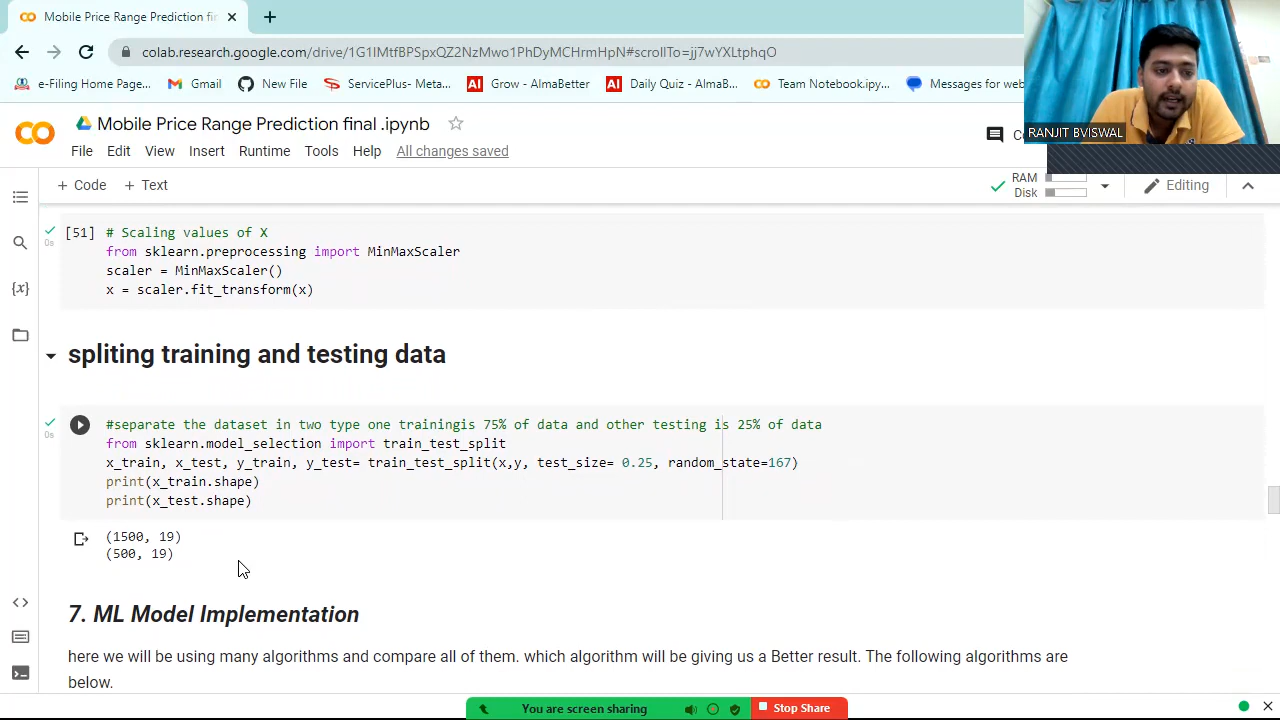 Mobile Price Range Prediction fin
colab.research.google.com/drive/1G1lMtfBPSpxQZ2NzMwo1PhDyMCHrmHpN#scrollTo=jj7wYXLtphqO
e-Filing Home Page...
Gmail
New File
ServicePlus- Meta...
AI Grow - AlmaBetter
AI Daily Quiz - AlmaB...
Team Notebook.ipy...
Messages for web
RANJIT BVISWAL
Mobile Price Range Prediction final .ipynb
File Edit View Insert Runtime Tools Help All changes saved
+ Code + Text
RAM
Disk
Editing
[51] # Scaling values of X
0s
from sklearn.preprocessing import MinMaxScaler
scaler = MinMaxScaler()
x = scaler.fit_transform(x)
{x}
spliting training and testing data
#separate the dataset in two type one trainingis 75% of data and other testing is 25% of data
0s
from sklearn.model_selection import train_test_split
x_train, x_test, y_train, y_test= train_test_split(x,y, test_size= 0.25, random_state=167)
print(x_train.shape)
print(x_test.shape)
(1500, 19)
(500, 19)
7. ML Model Implementation
here we will be using many algorithms and compare all of them. which algorithm will be giving us a Better result. The following algorithms are
below.
You are screen sharing
Stop Share